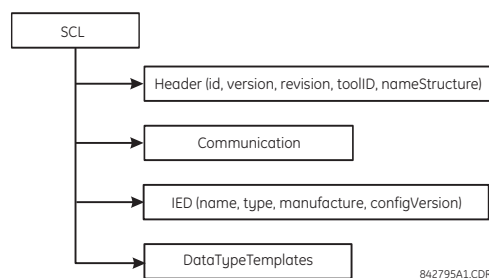 SCL
Header (id, version, revision, toolID, nameStructure)
Communication
IED (name, type, manufacture, configVersion)
DataTypeTemplates
842795A1.CDR